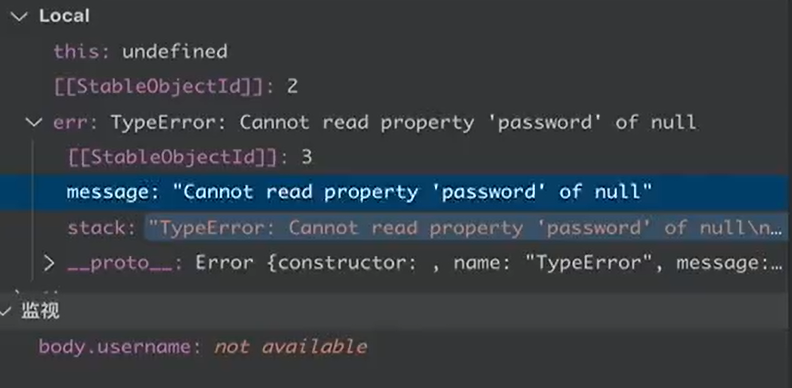 Local
this: undefined
[[StableObjectId]]: 2
err: TypeError: Cannot read property 'password' of null
[[StableObjectId]]: 3
message: "Cannot read property 'password' of null"
stack: "TypeError: Cannot read property 'password' of null\n…
__proto__: Error {constructor: , name: "TypeError", message:…
监视
body.username: not available